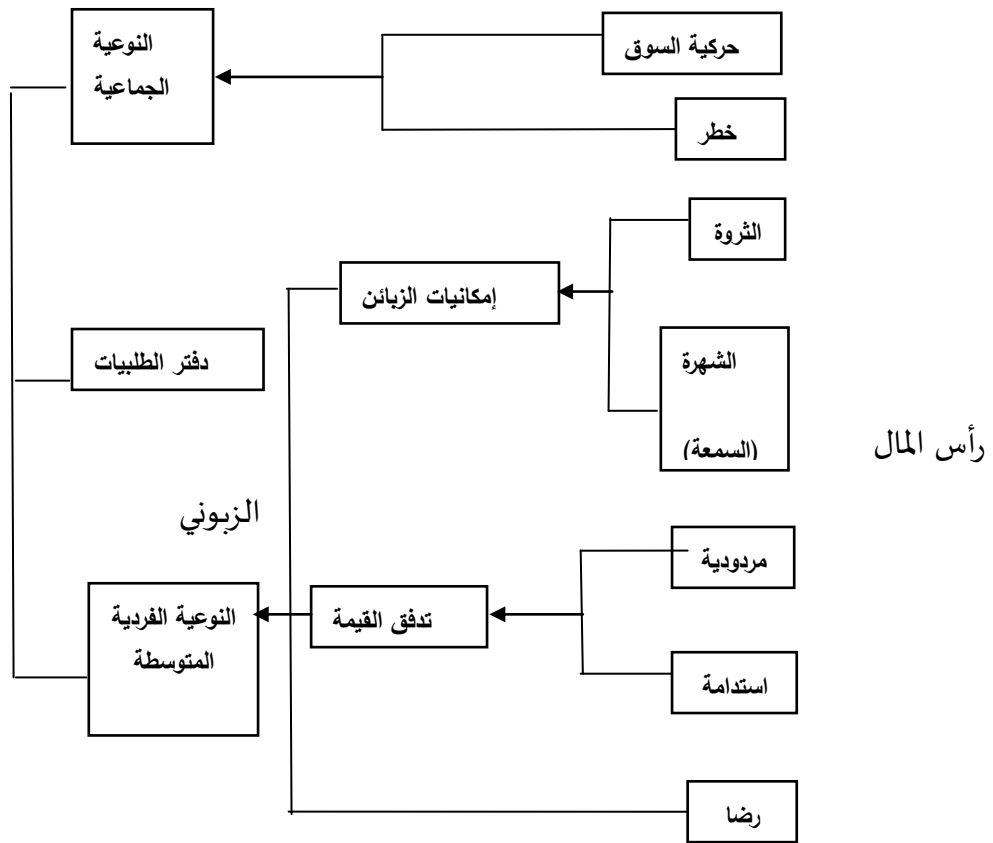 حركية السوق
النوعية
الجماعية
خطر
الثروة
إمكانيات الزبائن
الشهرة
(السمعة)
دفتر الطلبيات
رأس المال
الزبوني
مردودية
تدفق القيمة
النوعية الفردية
المتوسطة
استدامة
رضا